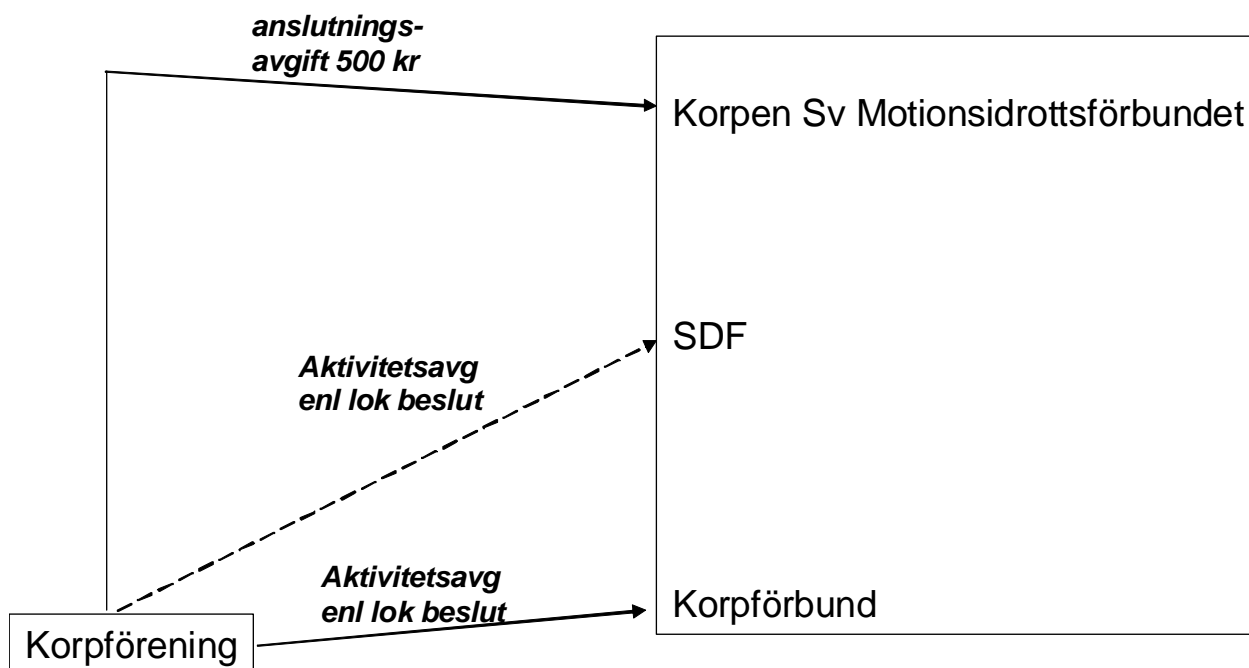 anslutnings-
avgift 500 kr
Korpen Sv Motionsidrottsförbundet
SDF
Aktivitetsavg
enl lok beslut
Aktivitetsavg
enl lok beslut
Korpförbund
Korpförening